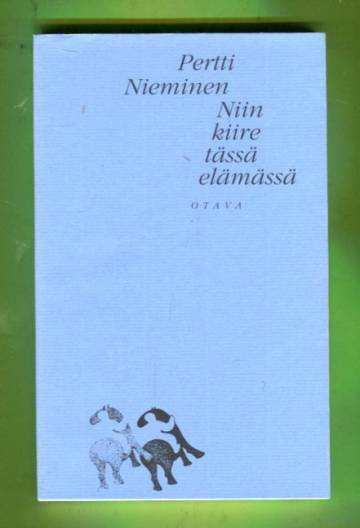 Pertti
Nieminen
Niin
kiire
tässä
elämässä
OTAVA